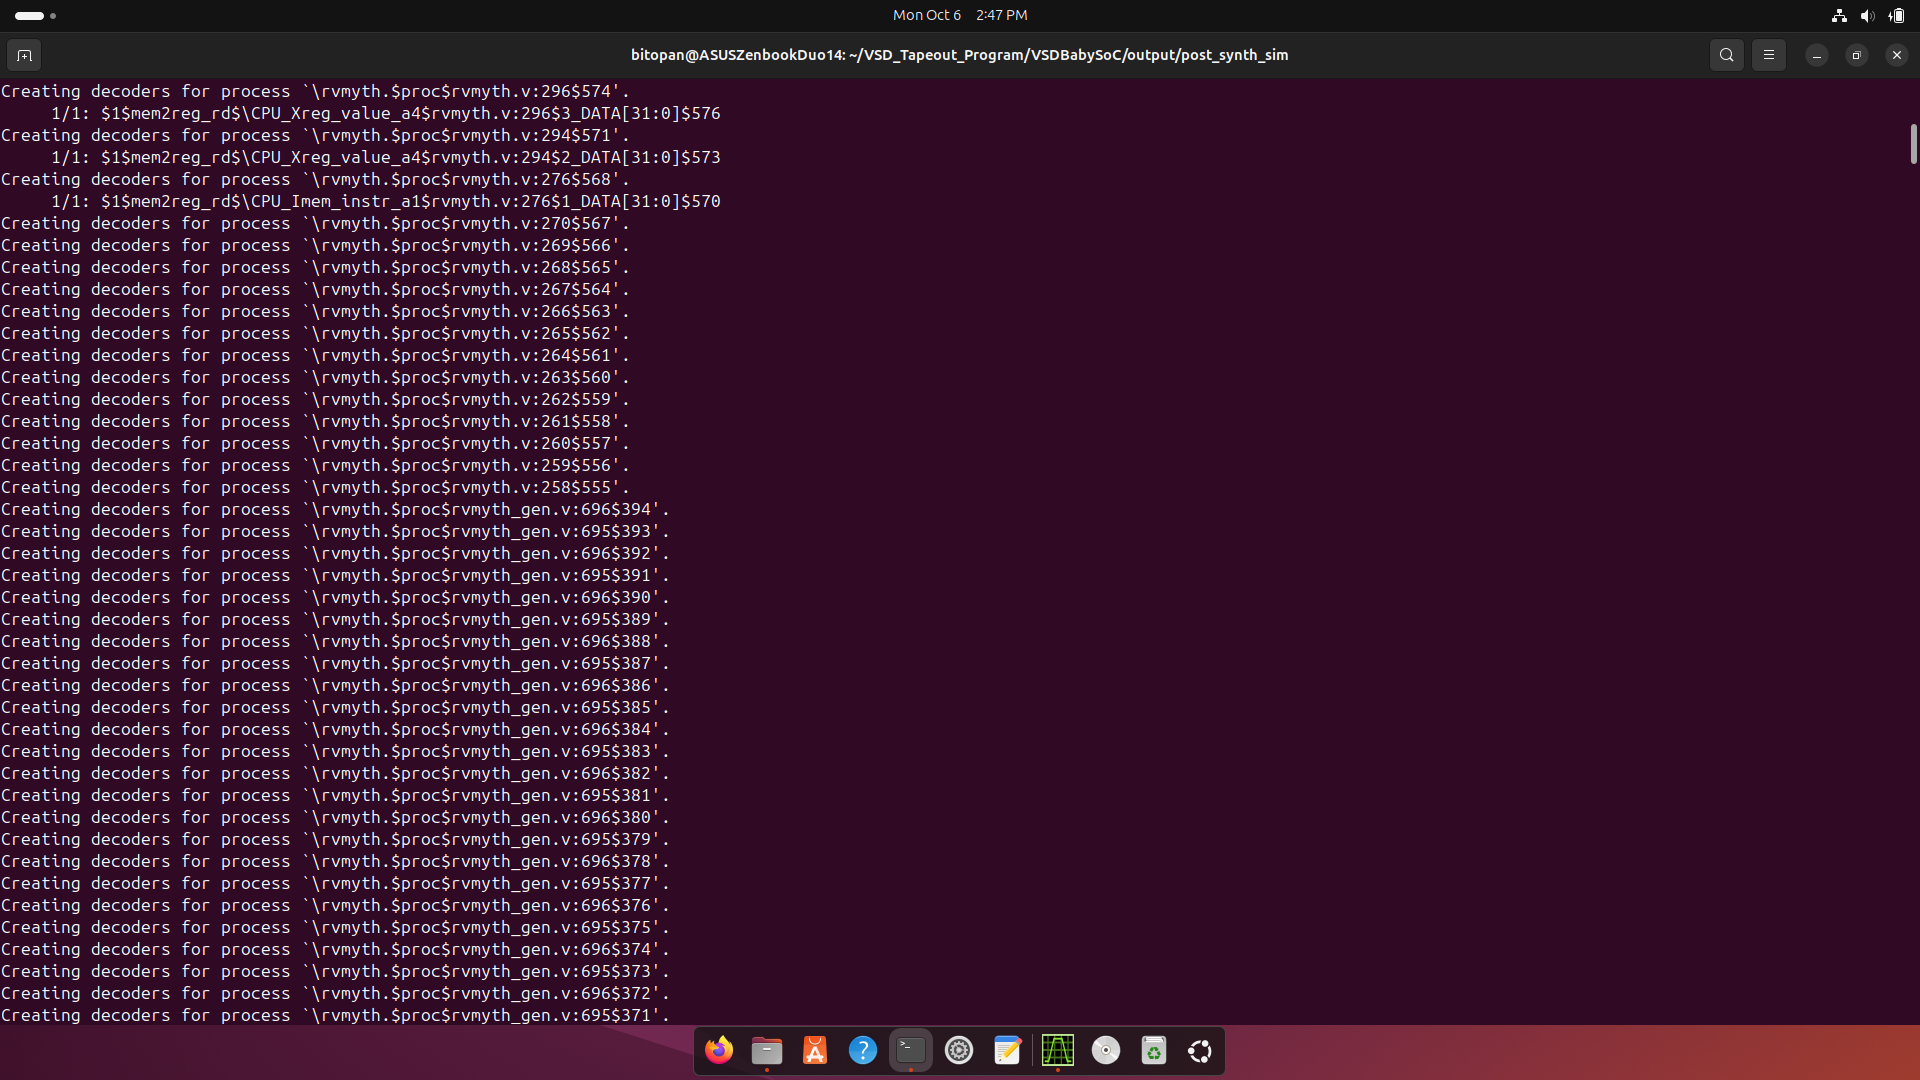 Mon Oct 6 2:47 PM
bitopan@ASUSZenbookDuo14: ~/VSD_Tapeout_Program/VSDBabySoC/output/post_synth_sim
Creating decoders for process `\rvmyth.$proc$rvmyth.v:296$574'.
     1/1: $1$mem2reg_rd$\CPU_Xreg_value_a4$rvmyth.v:296$3_DATA[31:0]$576
Creating decoders for process `\rvmyth.$proc$rvmyth.v:294$571'.
     1/1: $1$mem2reg_rd$\CPU_Xreg_value_a4$rvmyth.v:294$2_DATA[31:0]$573
Creating decoders for process `\rvmyth.$proc$rvmyth.v:276$568'.
     1/1: $1$mem2reg_rd$\CPU_Imem_instr_a1$rvmyth.v:276$1_DATA[31:0]$570
Creating decoders for process `\rvmyth.$proc$rvmyth.v:270$567'.
Creating decoders for process `\rvmyth.$proc$rvmyth.v:269$566'.
Creating decoders for process `\rvmyth.$proc$rvmyth.v:268$565'.
Creating decoders for process `\rvmyth.$proc$rvmyth.v:267$564'.
Creating decoders for process `\rvmyth.$proc$rvmyth.v:266$563'.
Creating decoders for process `\rvmyth.$proc$rvmyth.v:265$562'.
Creating decoders for process `\rvmyth.$proc$rvmyth.v:264$561'.
Creating decoders for process `\rvmyth.$proc$rvmyth.v:263$560'.
Creating decoders for process `\rvmyth.$proc$rvmyth.v:262$559'.
Creating decoders for process `\rvmyth.$proc$rvmyth.v:261$558'.
Creating decoders for process `\rvmyth.$proc$rvmyth.v:260$557'.
Creating decoders for process `\rvmyth.$proc$rvmyth.v:259$556'.
Creating decoders for process `\rvmyth.$proc$rvmyth.v:258$555'.
Creating decoders for process `\rvmyth.$proc$rvmyth_gen.v:696$394'.
Creating decoders for process `\rvmyth.$proc$rvmyth_gen.v:695$393'.
Creating decoders for process `\rvmyth.$proc$rvmyth_gen.v:696$392'.
Creating decoders for process `\rvmyth.$proc$rvmyth_gen.v:695$391'.
Creating decoders for process `\rvmyth.$proc$rvmyth_gen.v:696$390'.
Creating decoders for process `\rvmyth.$proc$rvmyth_gen.v:695$389'.
Creating decoders for process `\rvmyth.$proc$rvmyth_gen.v:696$388'.
Creating decoders for process `\rvmyth.$proc$rvmyth_gen.v:695$387'.
Creating decoders for process `\rvmyth.$proc$rvmyth_gen.v:696$386'.
Creating decoders for process `\rvmyth.$proc$rvmyth_gen.v:695$385'.
Creating decoders for process `\rvmyth.$proc$rvmyth_gen.v:696$384'.
Creating decoders for process `\rvmyth.$proc$rvmyth_gen.v:695$383'.
Creating decoders for process `\rvmyth.$proc$rvmyth_gen.v:696$382'.
Creating decoders for process `\rvmyth.$proc$rvmyth_gen.v:695$381'.
Creating decoders for process `\rvmyth.$proc$rvmyth_gen.v:696$380'.
Creating decoders for process `\rvmyth.$proc$rvmyth_gen.v:695$379'.
Creating decoders for process `\rvmyth.$proc$rvmyth_gen.v:696$378'.
Creating decoders for process `\rvmyth.$proc$rvmyth_gen.v:695$377'.
Creating decoders for process `\rvmyth.$proc$rvmyth_gen.v:696$376'.
Creating decoders for process `\rvmyth.$proc$rvmyth_gen.v:695$375'.
Creating decoders for process `\rvmyth.$proc$rvmyth_gen.v:696$374'.
Creating decoders for process `\rvmyth.$proc$rvmyth_gen.v:695$373'.
Creating decoders for process `\rvmyth.$proc$rvmyth_gen.v:696$372'.
Creating decoders for process `\rvmyth.$proc$rvmyth_gen.v:695$371'.